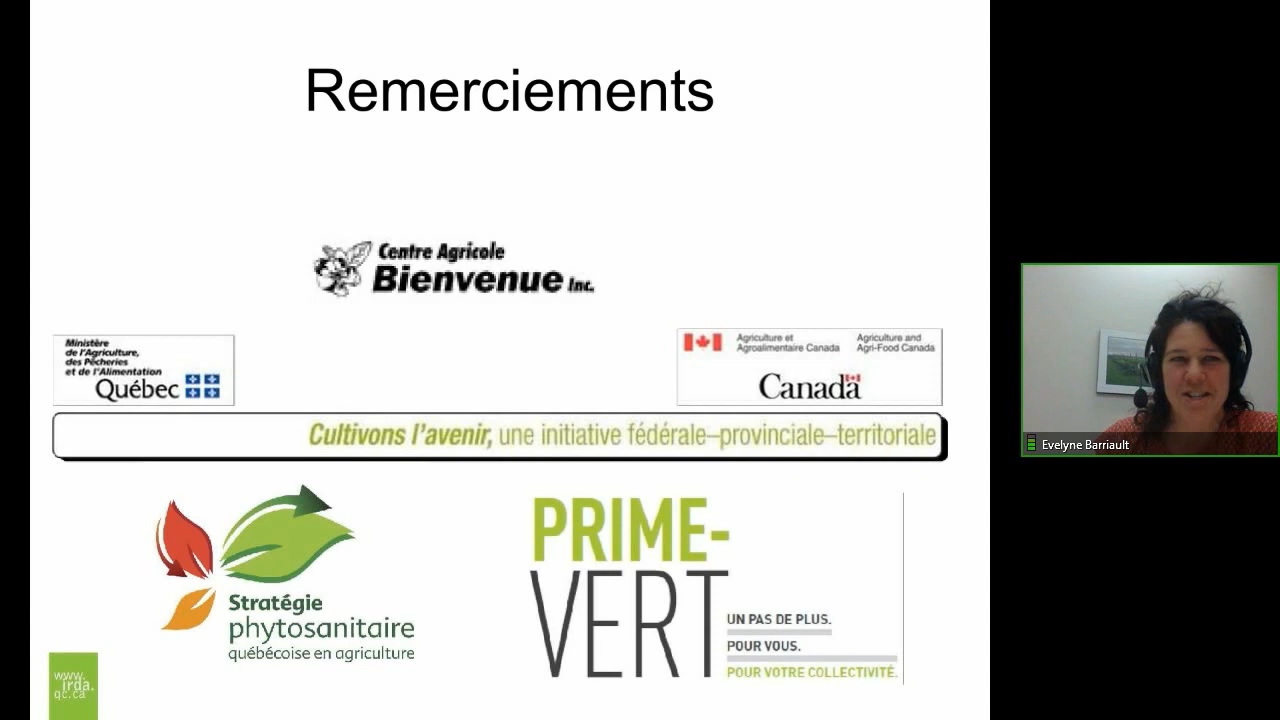 Remerciements
Centre Agricole
Bienvenue Inc.
Ministère
de l'Agriculture,
des Pêcheries
et de l'Alimentation
Québec
Agriculture et
Agroalimentaire Canada
Agriculture and
Agri-Food Canada
Canada
Cultivons l'avenir, une initiative fédérale–provinciale–territoriale
Stratégie
phytosanitaire
québécoise en agriculture
PRIME-
VERT
UN PAS DE PLUS.
POUR VOUS.
POUR VOTRE COLLECTIVITÉ.
www.
irda.
qc.ca
Evelyne Barriault